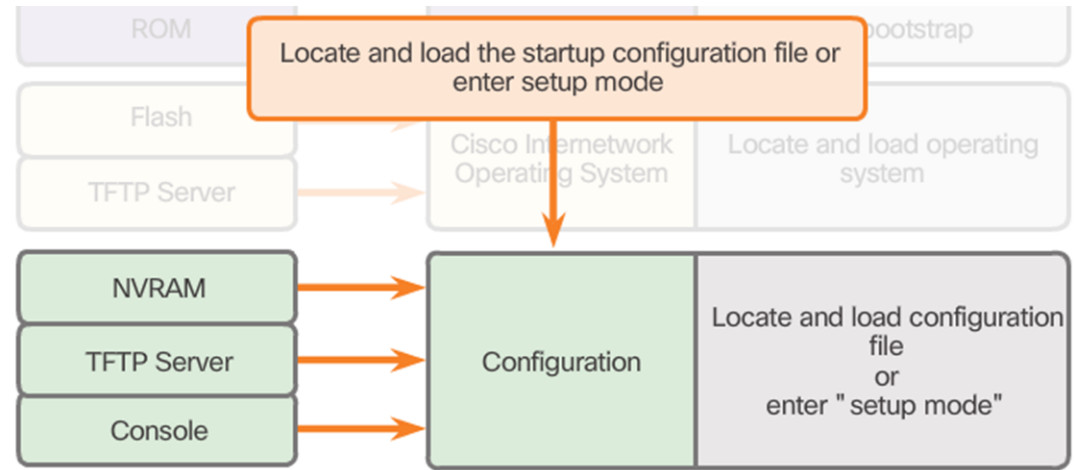 ROM
bootstrap
Locate and load the startup configuration file or
enter setup mode
Flash
TFTP Server
Cisco Internetwork
Operating System
Locate and load operating
system
NVRAM
TFTP Server
Console
Configuration
Locate and load configuration
file
or
enter " setup mode"